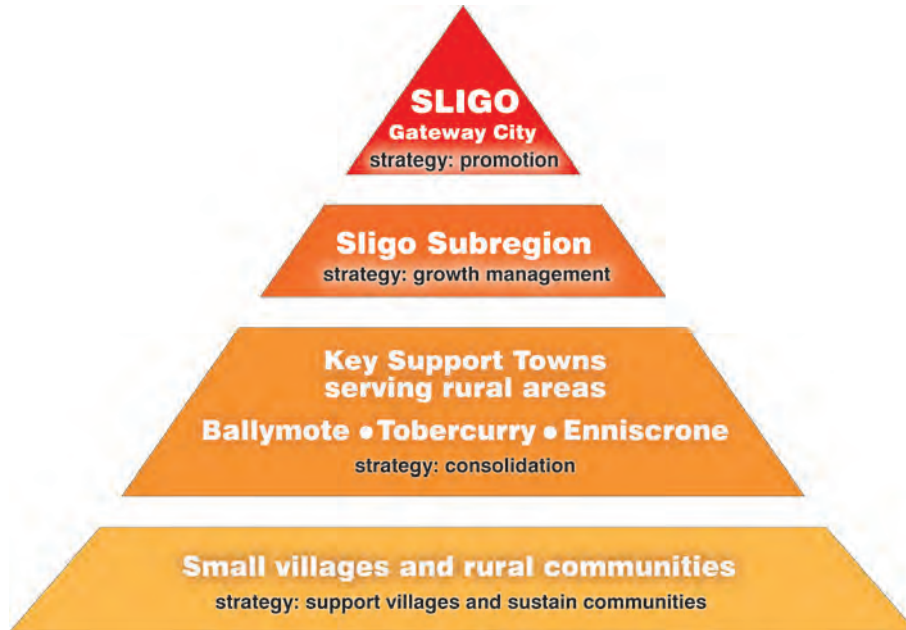 SLIGO
Gateway City
strategy: promotion
Sligo Subregion
strategy: growth management
Key Support Towns
serving rural areas
Ballymote • Tobercurry • Enniscrone
strategy: consolidation
Small villages and rural communities
strategy: support villages and sustain communities